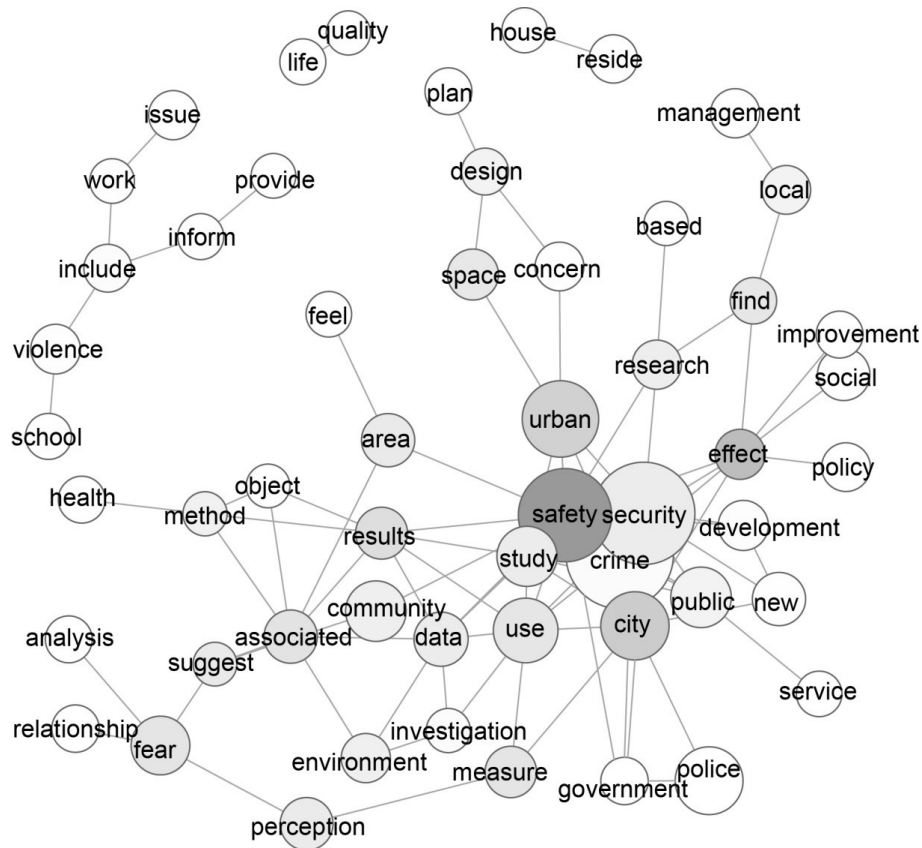 quality
house
life
reside
plan
issue
management
work
provide
design
local
inform
based
include
space
concern
find
feel
violence
improvement
research
social
school
urban
area
effect
policy
health
object
method
results
safety
security
development
study
crime
community
public
new
analysis
associated
data
use
city
suggest
service
relationship
fear
environment
investigation
measure
government
police
perception